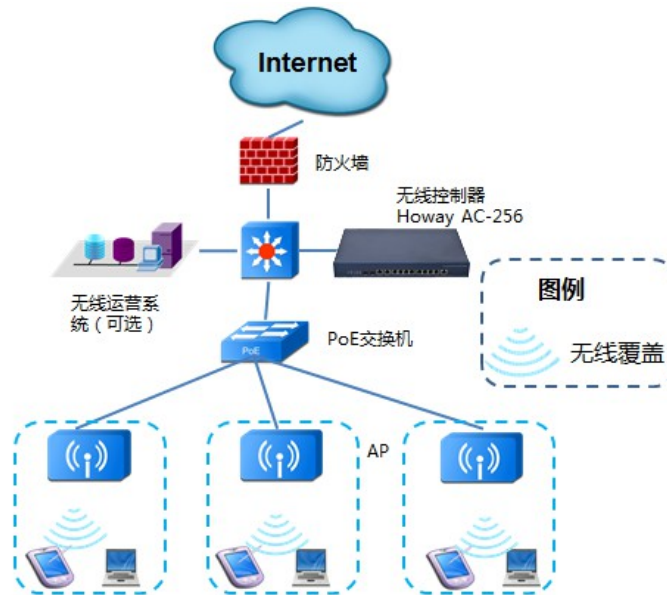 Internet
防火墙
无线控制器
Howay AC-256
无线运营系
统（可选）
图例
无线覆盖
PoE交换机
PoE
AP